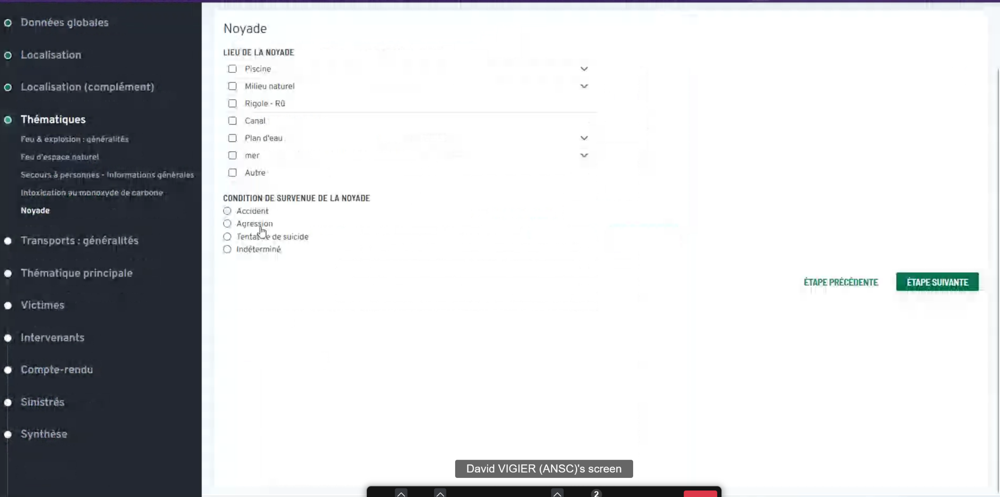 Données globales
Localisation
Localisation (complément)
Thématiques
Feu & explosion : généralités
Feu d'espace naturel
Secours à personnes - Informations générales
Intoxication au monoxyde de carbone
Noyade
Transports : généralités
Thématique principale
Victimes
Intervenants
Compte-rendu
Sinistrés
Synthèse
Noyade
LIEU DE LA NOYADE
Piscine
Milieu naturel
Rigole - Rû
Canal
Plan d'eau
mer
Autre
CONDITION DE SURVENUE DE LA NOYADE
Accident
Agression
Tentative de suicide
Indéterminé
ÉTAPE PRÉCÉDENTE
ÉTAPE SUIVANTE
David VIGIER (ANSC)'s screen
2